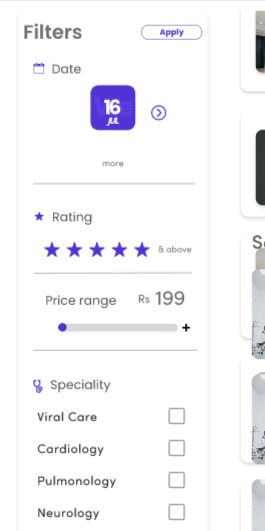 Filters
Apply
Date
16
JUL
more
Rating
& above
Price range Rs 199
+
Speciality
Viral Care
Cardiology
Pulmonology
Neurology